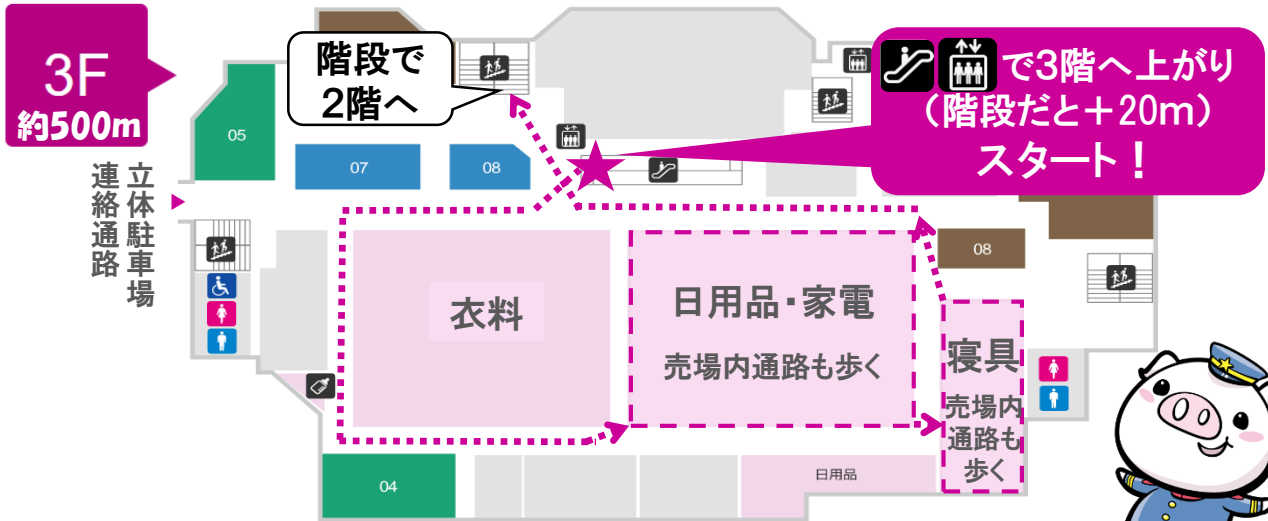 3F
約500m
階段で
2階へ
で3階へ上がり
(階段だと+20m)
スタート!
05
07
08
立体駐車場
連絡通路
08
衣料
日用品・家電
売場内通路も歩く
寝具
売場内
通路も
歩く
04
日用品